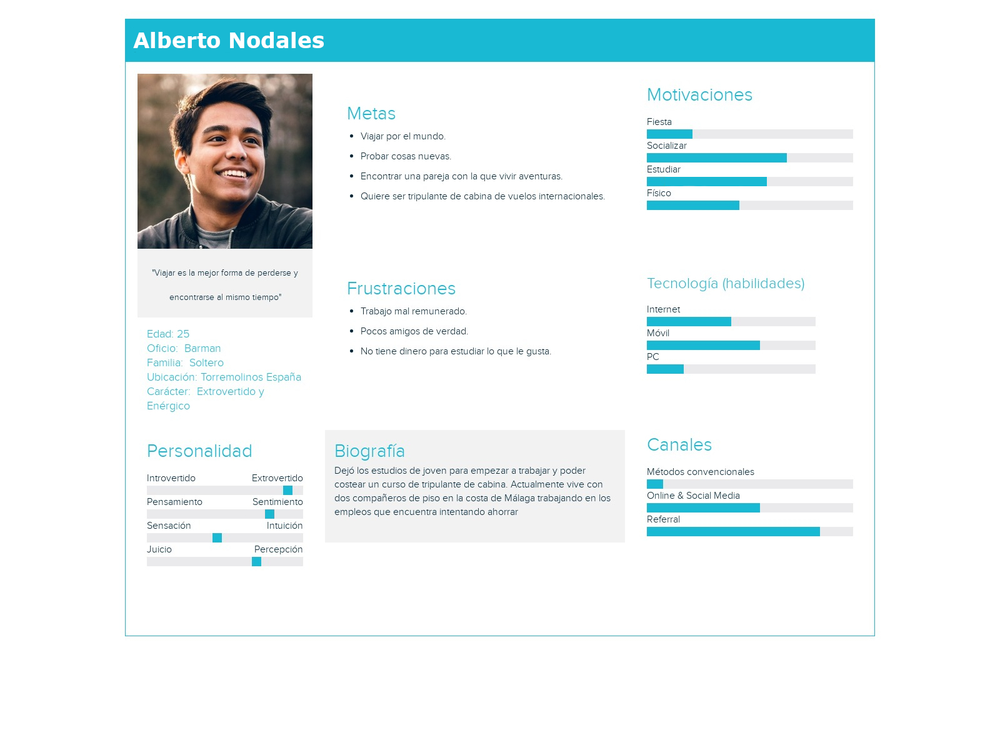 Alberto Nodales
"Viajar es la mejor forma de perderse y
encontrarse al mismo tiempo"
Edad: 25
Oficio:  Barman
Familia:  Soltero
Ubicación: Torremolinos España
Carácter:  Extrovertido y
Enérgico
Personalidad
Introvertido Extrovertido
Pensamiento Sentimiento
Sensación Intuición
Juicio Percepción
Metas
Viajar por el mundo.
Probar cosas nuevas.
Encontrar una pareja con la que vivir aventuras.
Quiere ser tripulante de cabina de vuelos internacionales.
Frustraciones
Trabajo mal remunerado.
Pocos amigos de verdad.
No tiene dinero para estudiar lo que le gusta.
Biografía
Dejó los estudios de joven para empezar a trabajar y poder
costear un curso de tripulante de cabina. Actualmente vive con
dos compañeros de piso en la costa de Málaga trabajando en los
empleos que encuentra intentando ahorrar
Motivaciones
Fiesta
Socializar
Estudiar
Físico
Tecnología (habilidades)
Internet
Móvil
PC
Canales
Métodos convencionales
Online & Social Media
Referral